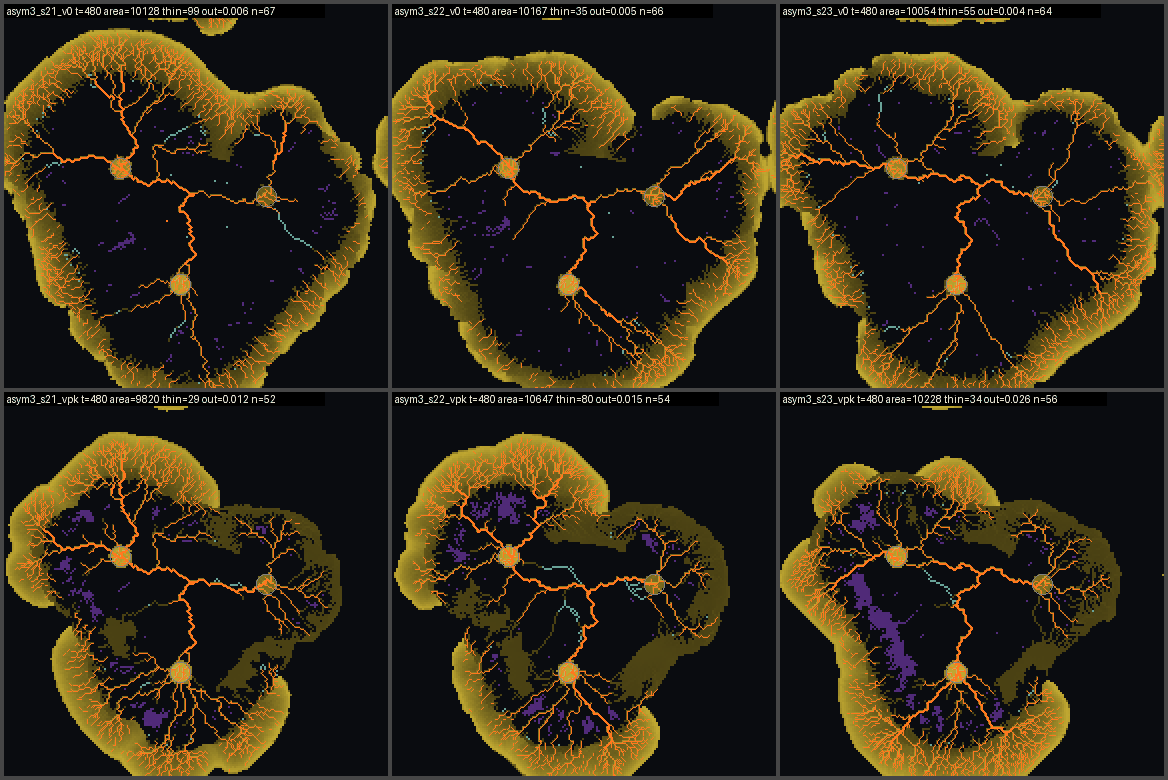 asym3_s21_v0 t=480 area=10128 thin=99 out=0.006 n=67
asym3_s22_v0 t=480 area=10167 thin=35 out=0.005 n=66
asym3_s23_v0 t=480 area=10054 thin=55 out=0.004 n=64
asym3_s21_vpk t=480 area=9820 thin=29 out=0.012 n=52
asym3_s22_vpk t=480 area=10647 thin=80 out=0.015 n=54
asym3_s23_vpk t=480 area=10228 thin=34 out=0.026 n=56